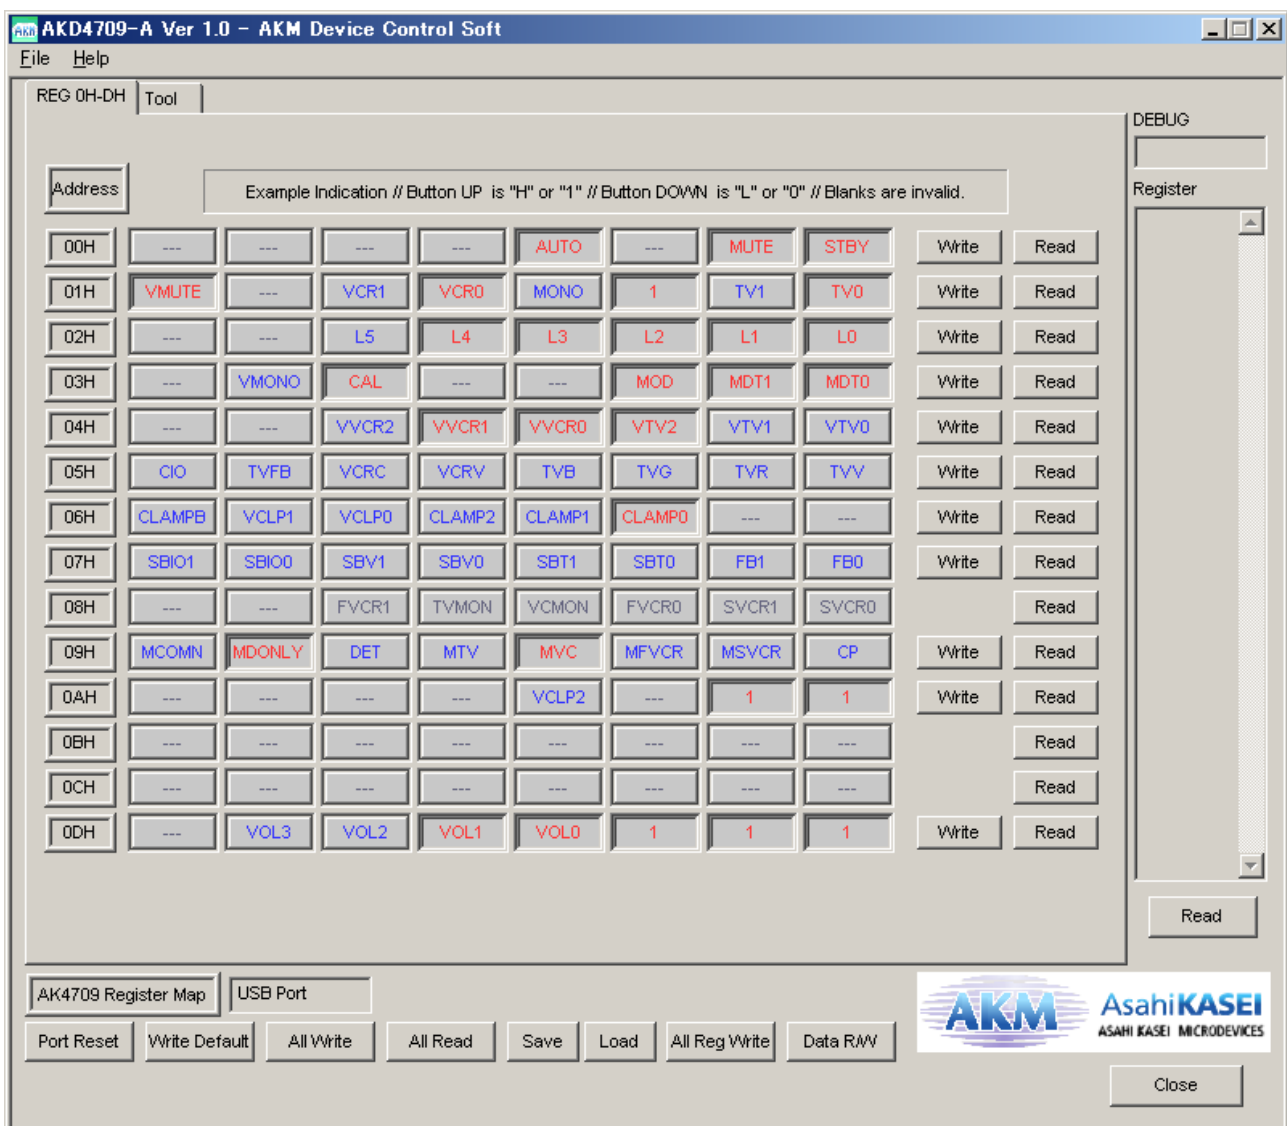 AKM AKD4709-A Ver 1.0 - AKM Device Control Soft
File Help
REG 0H-DH Tool
DEBUG
Address Example Indication // Button UP is "H" or "1" // Button DOWN is "L" or "0" // Blanks are invalid. Register
00H --- --- --- --- AUTO --- MUTE STBY Write Read
01H VMUTE --- VCR1 VCR0 MONO 1 TV1 TV0 Write Read
02H --- --- L5 L4 L3 L2 L1 L0 Write Read
03H --- VMONO CAL --- --- MOD MDT1 MDT0 Write Read
04H --- --- VVCR2 VVCR1 VVCR0 VTV2 VTV1 VTV0 Write Read
05H CIO TVFB VCRC VCRV TVB TVG TVR TVV Write Read
06H CLAMPB VCLP1 VCLP0 CLAMP2 CLAMP1 CLAMP0 --- --- Write Read
07H SBIO1 SBIO0 SBV1 SBV0 SBT1 SBT0 FB1 FB0 Write Read
08H --- --- FVCR1 TVMON VCMON FVCR0 SVCR1 SVCR0 Read
09H MCOMN MDONLY DET MTV MVC MFVCR MSVCR CP Write Read
0AH --- --- --- --- VCLP2 --- 1 1 Write Read
0BH --- --- --- --- --- --- --- --- Read
0CH --- --- --- --- --- --- --- --- Read
0DH --- VOL3 VOL2 VOL1 VOL0 1 1 1 Write Read
Read
AK4709 Register Map USB Port
AKM AsahiKASEI
ASAHI KASEI MICRODEVICES
Port Reset Write Default All Write All Read Save Load All Reg Write Data R/W
Close